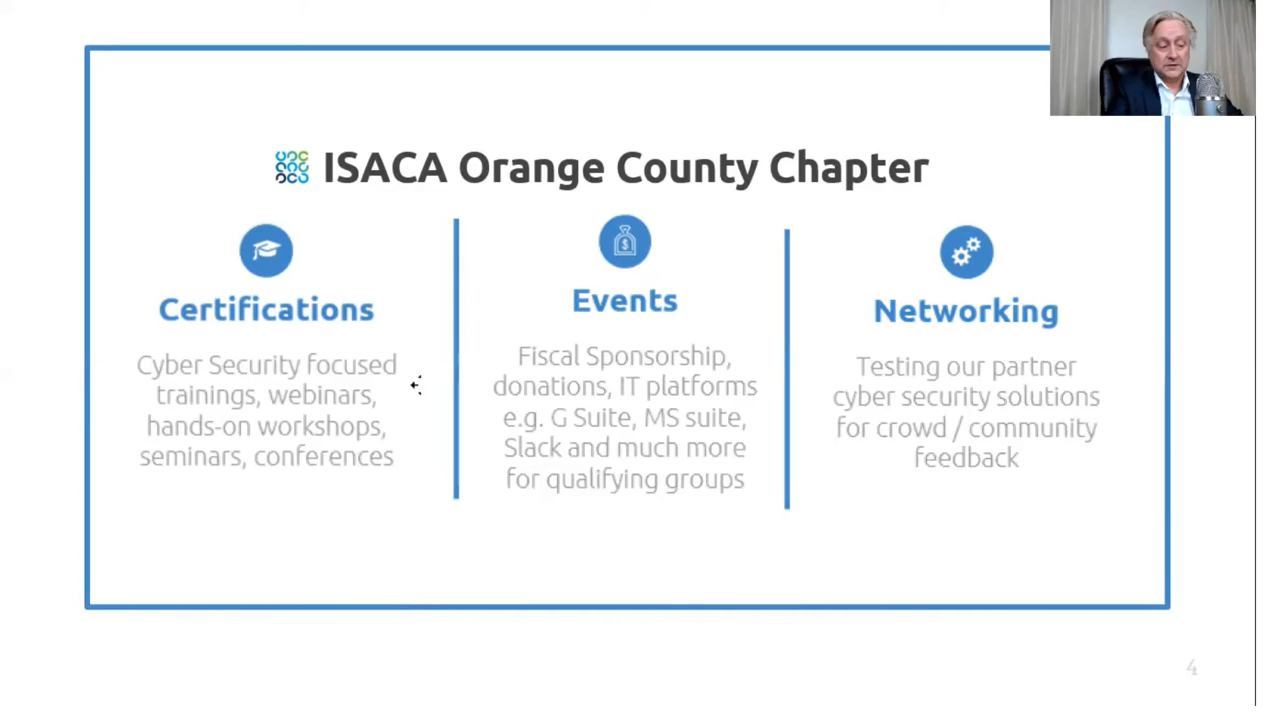 ISACA Orange County Chapter
Certifications
Cyber Security focused
trainings, webinars,
hands-on workshops,
seminars, conferences
Events
Fiscal Sponsorship,
donations, IT platforms
e.g. G Suite, MS suite,
Slack and much more
for qualifying groups
Networking
Testing our partner
cyber security solutions
for crowd / community
feedback
4